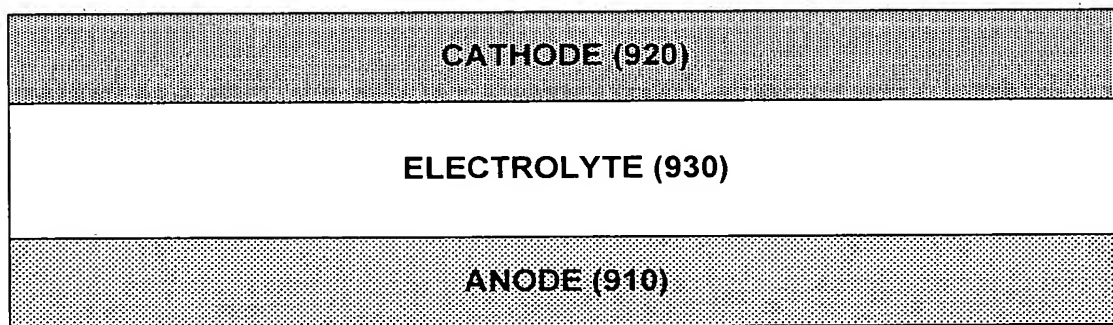 CATHODE (920)
ELECTROLYTE (930)
ANODE (910)